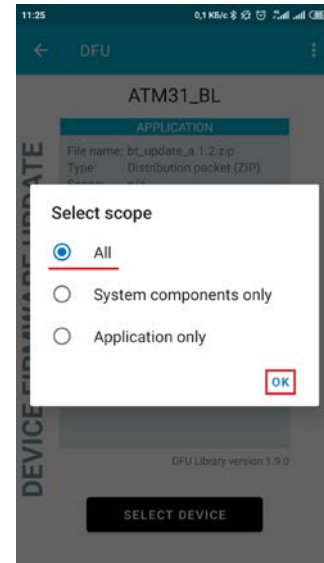 11:25
0,1 КБ/с
DFU
ATM31_BL
APPLICATION
File name: bt_update_a.1.2.zip
Type: Distribution packet (ZIP)
Select scope
All
System components only
Application only
OK
DFU Library version 1.9.0
SELECT DEVICE
DEVICE FIRMWARE UPDATE